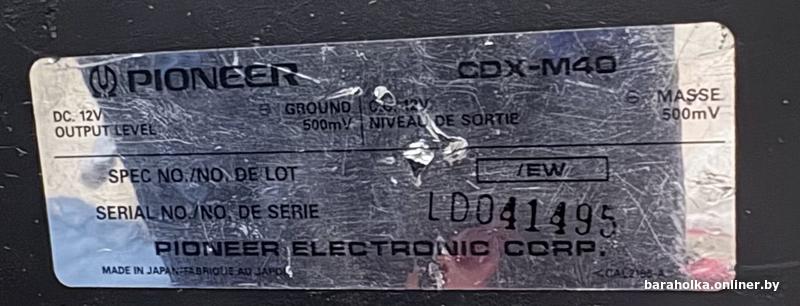 PIONEER CDX-M40
DC. 12V ⊖ GROUND C.C. 12V ⊖ MASSE
OUTPUT LEVEL 500mV NIVEAU DE SORTIE 500mV
SPEC NO./NO. DE LOT /EW
SERIAL NO./NO. DE SERIE LD041495
PIONEER ELECTRONIC CORP.
MADE IN JAPAN-FABRIQUE AU JAPON
baraholka.onliner.by